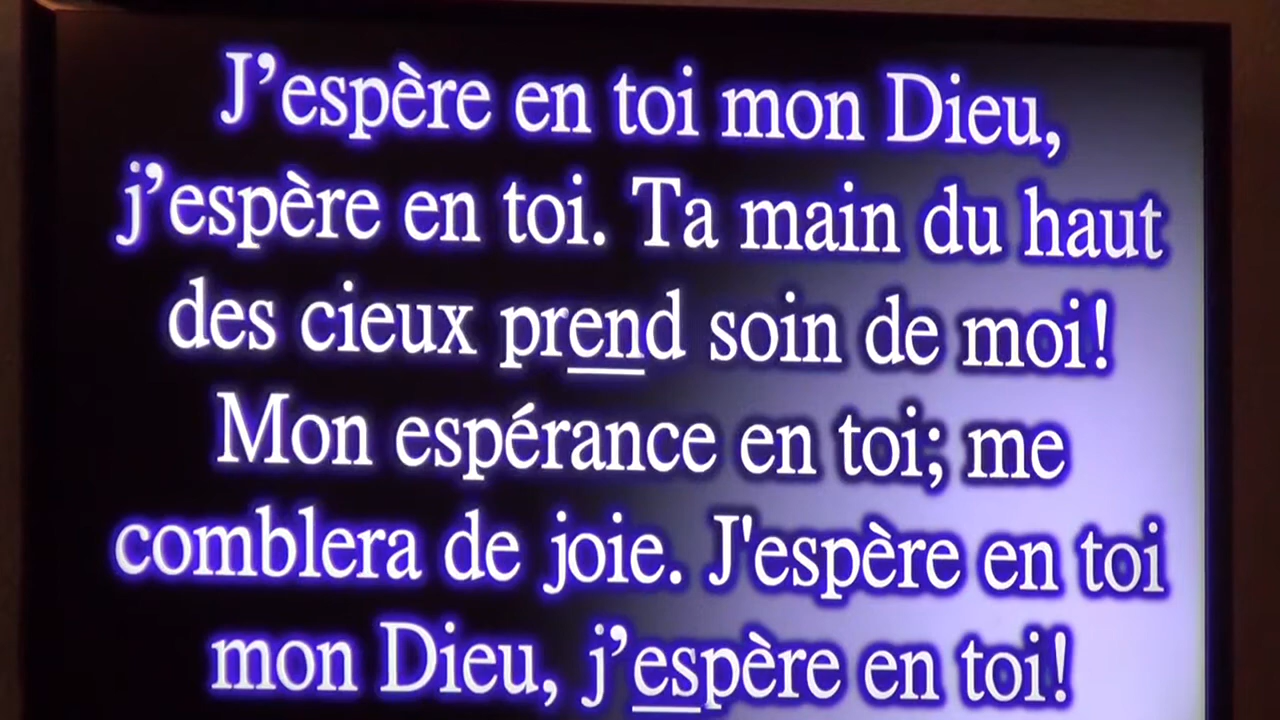 J’espère en toi mon Dieu,
j’espère en toi. Ta main du haut
des cieux prend soin de moi!
Mon espérance en toi; me
comblera de joie. J'espère en toi
mon Dieu, j’espère en toi!